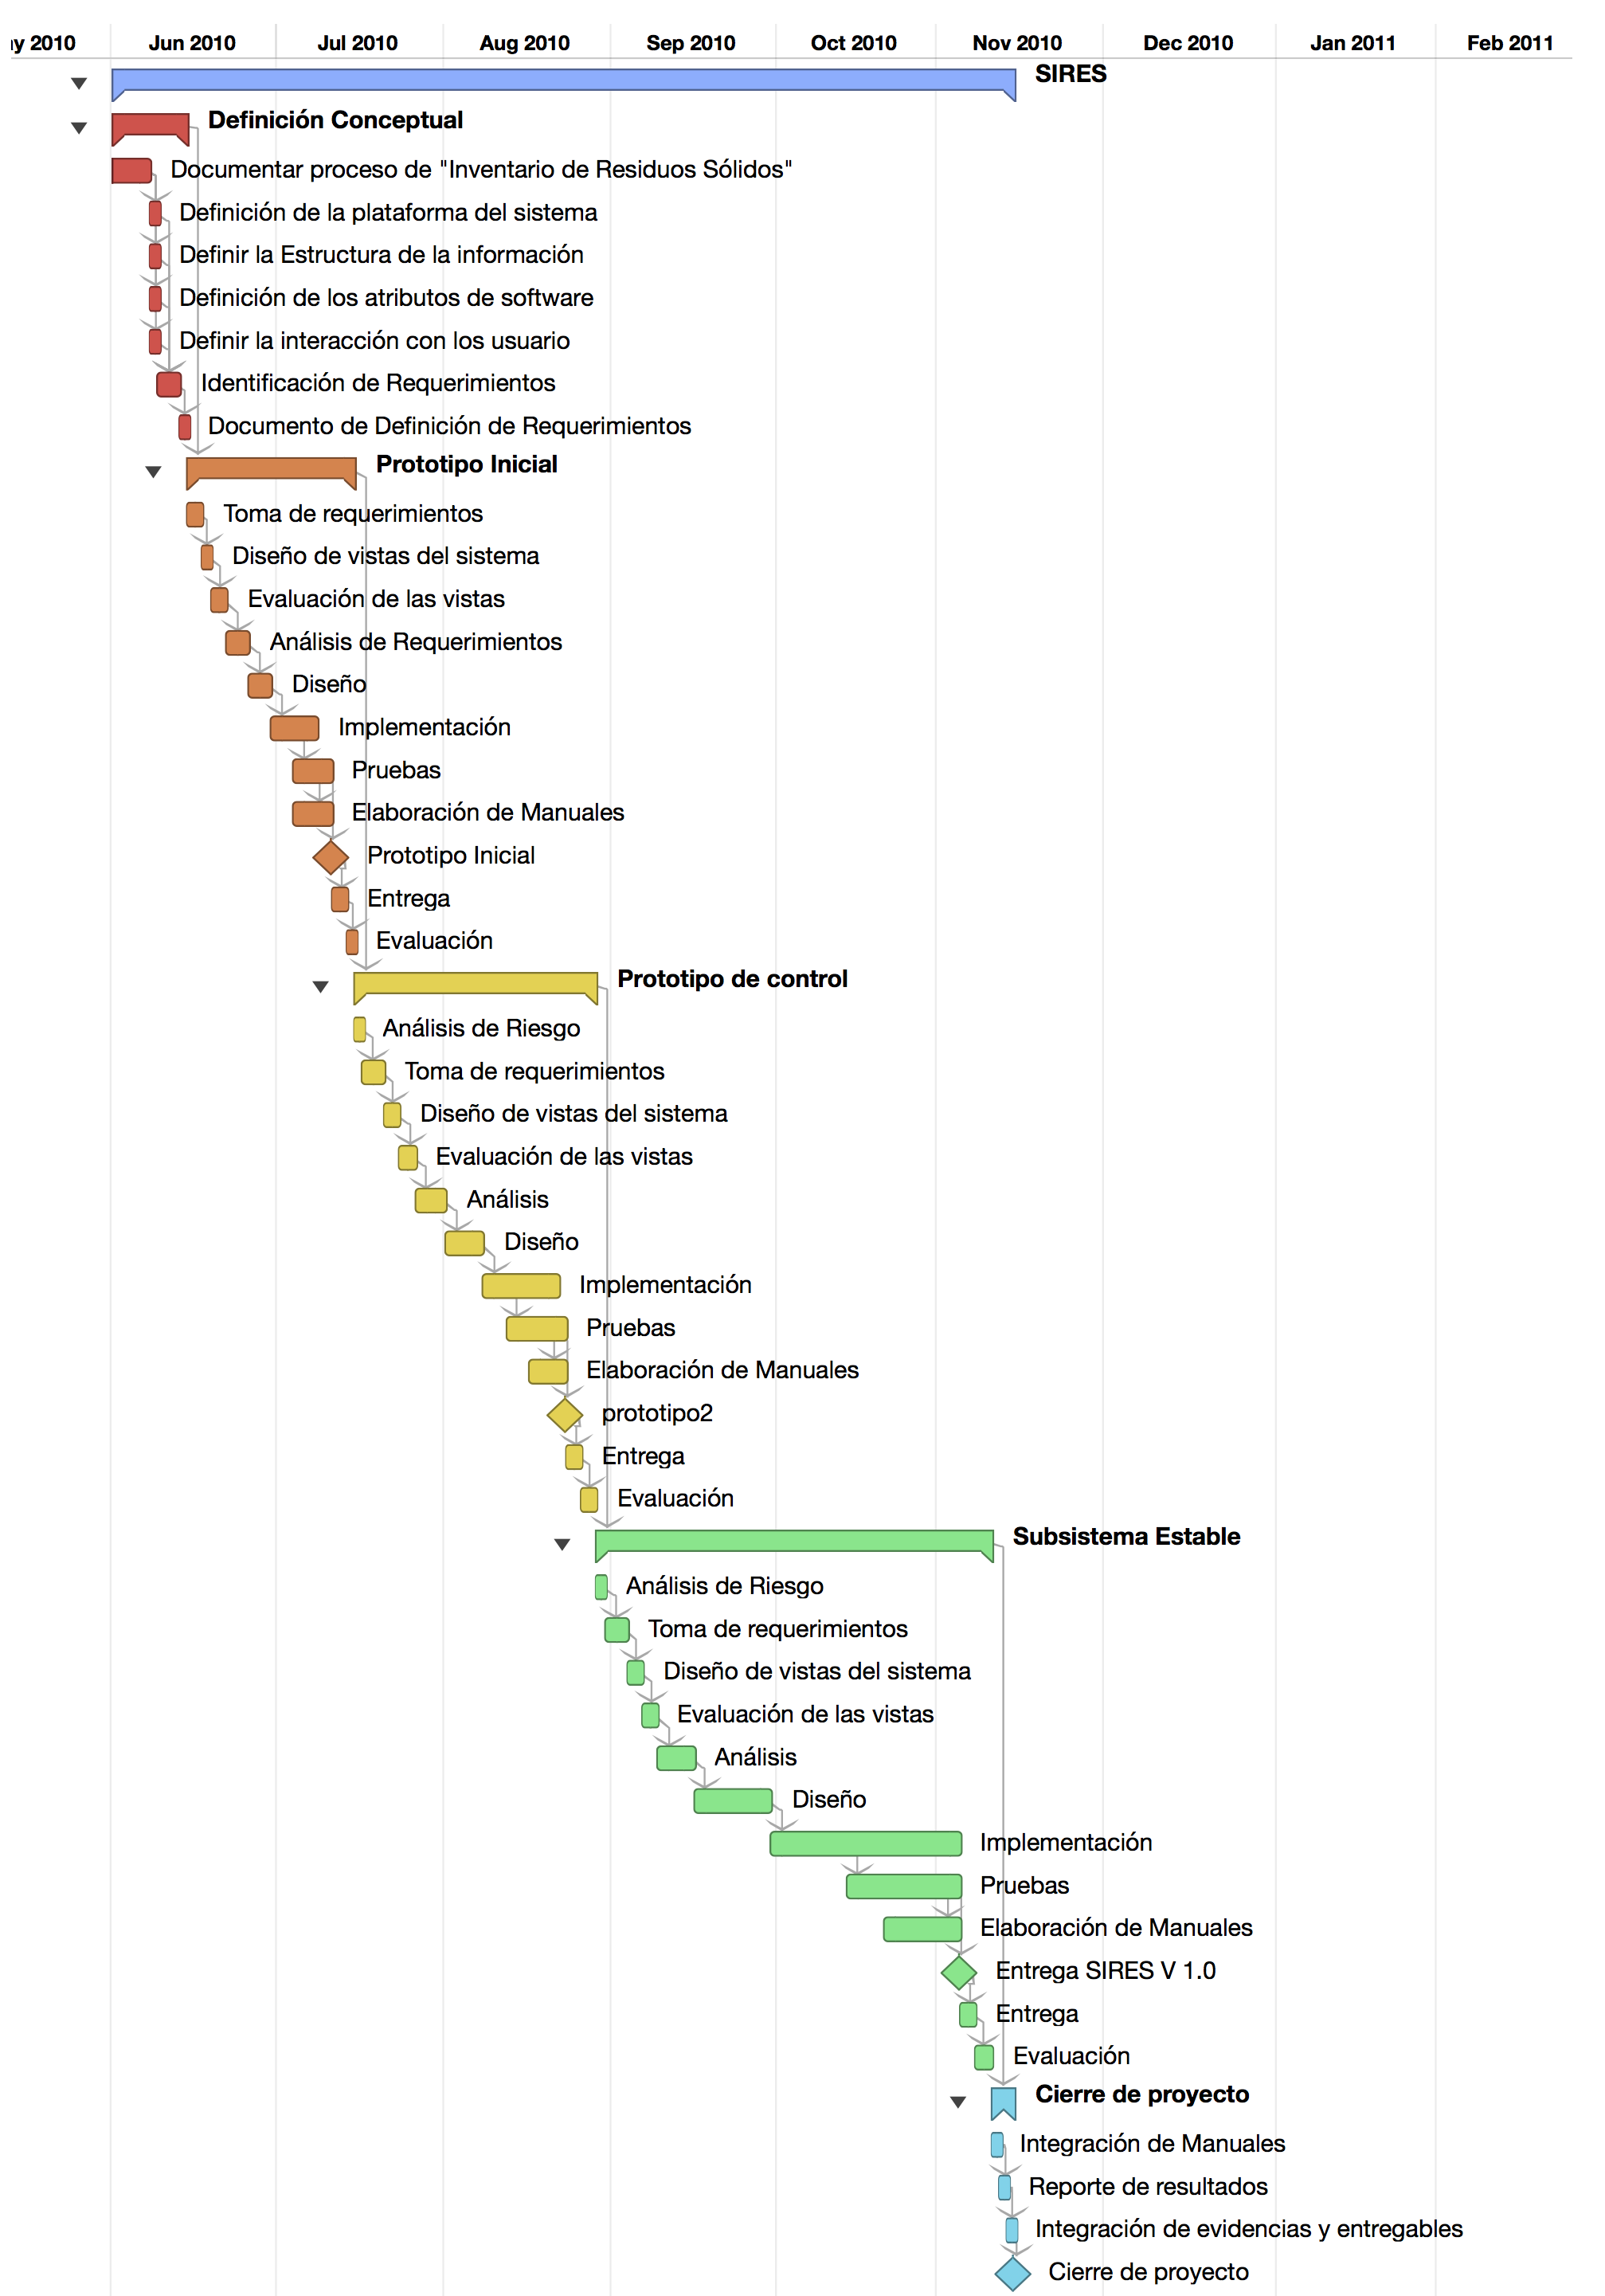 y 2010 Jun 2010 Jul 2010 Aug 2010 Sep 2010 Oct 2010 Nov 2010 Dec 2010 Jan 2011 Feb 2011
SIRES
Definición Conceptual
Documentar proceso de "Inventario de Residuos Sólidos"
Definición de la plataforma del sistema
Definir la Estructura de la información
Definición de los atributos de software
Definir la interacción con los usuario
Identificación de Requerimientos
Documento de Definición de Requerimientos
Prototipo Inicial
Toma de requerimientos
Diseño de vistas del sistema
Evaluación de las vistas
Análisis de Requerimientos
Diseño
Implementación
Pruebas
Elaboración de Manuales
Prototipo Inicial
Entrega
Evaluación
Prototipo de control
Análisis de Riesgo
Toma de requerimientos
Diseño de vistas del sistema
Evaluación de las vistas
Análisis
Diseño
Implementación
Pruebas
Elaboración de Manuales
prototipo2
Entrega
Evaluación
Subsistema Estable
Análisis de Riesgo
Toma de requerimientos
Diseño de vistas del sistema
Evaluación de las vistas
Análisis
Diseño
Implementación
Pruebas
Elaboración de Manuales
Entrega SIRES V 1.0
Entrega
Evaluación
Cierre de proyecto
Integración de Manuales
Reporte de resultados
Integración de evidencias y entregables
Cierre de proyecto